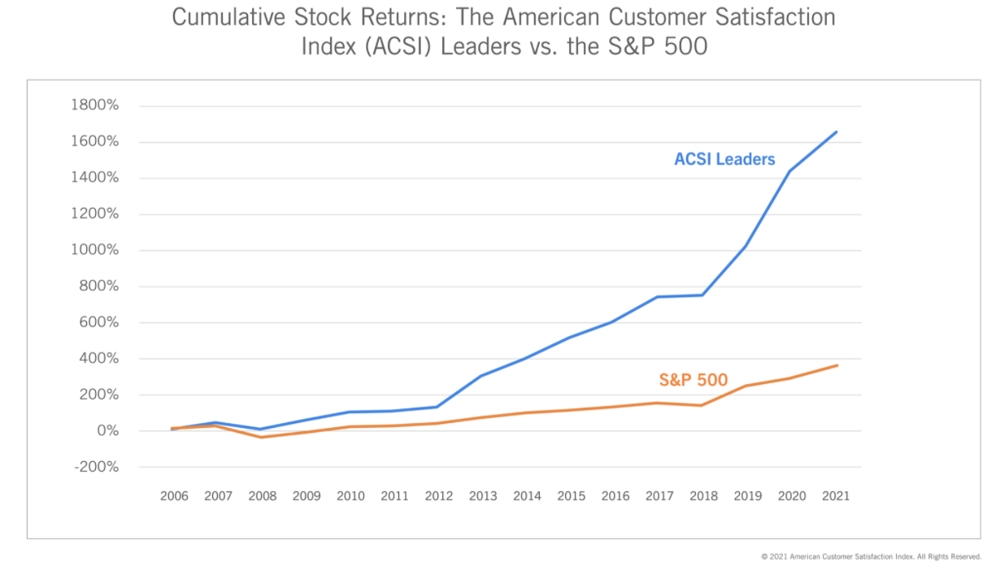 Cumulative Stock Returns: The American Customer Satisfaction
Index (ACSI) Leaders vs. the S&P 500
1800%
1600%
ACSI Leaders
1400%
1200%
1000%
800%
600%
400%
S&P 500
200%
0%
-200%
2006 2007 2008 2009 2010 2011 2012 2013 2014 2015 2016 2017 2018 2019 2020 2021
© 2021 American Customer Satisfaction Index. All Rights Reserved.